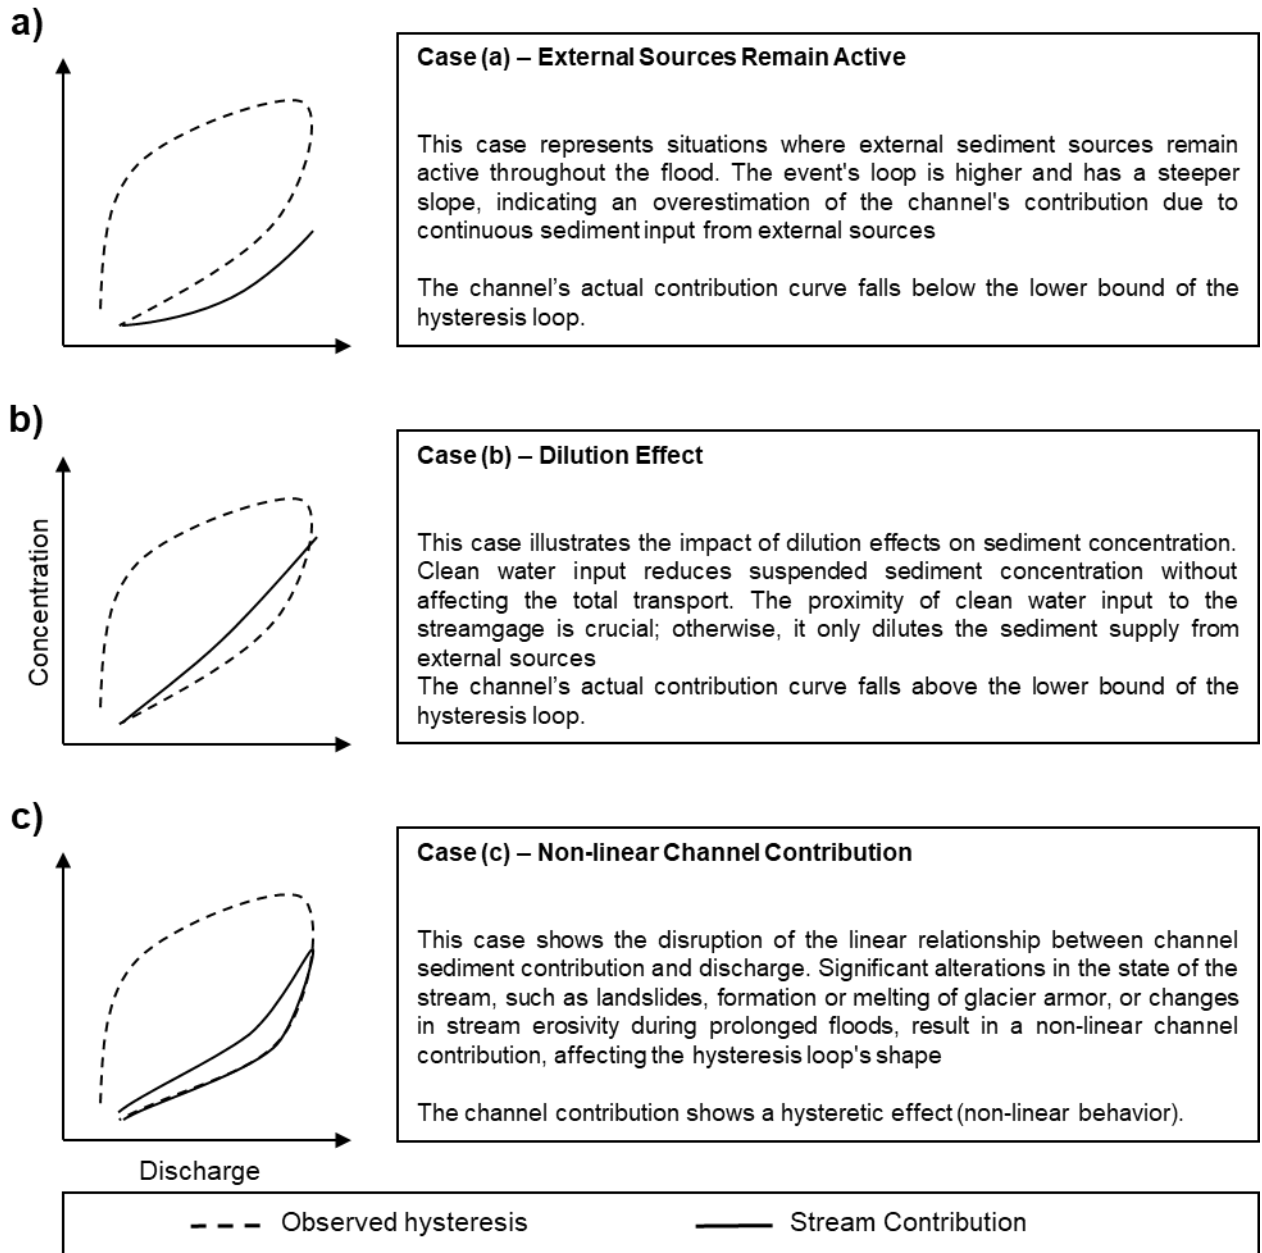 a)
Case (a) – External Sources Remain Active
This case represents situations where external sediment sources remain
active throughout the flood. The event's loop is higher and has a steeper
slope, indicating an overestimation of the channel's contribution due to
continuous sediment input from external sources
The channel’s actual contribution curve falls below the lower bound of the
hysteresis loop.
b)
Concentration
Case (b) – Dilution Effect
This case illustrates the impact of dilution effects on sediment concentration.
Clean water input reduces suspended sediment concentration without
affecting the total transport. The proximity of clean water input to the
streamgage is crucial; otherwise, it only dilutes the sediment supply from
external sources
The channel’s actual contribution curve falls above the lower bound of the
hysteresis loop.
c)
Case (c) – Non-linear Channel Contribution
This case shows the disruption of the linear relationship between channel
sediment contribution and discharge. Significant alterations in the state of the
stream, such as landslides, formation or melting of glacier armor, or changes
in stream erosivity during prolonged floods, result in a non-linear channel
contribution, affecting the hysteresis loop's shape
The channel contribution shows a hysteretic effect (non-linear behavior).
Discharge
Observed hysteresis
Stream Contribution